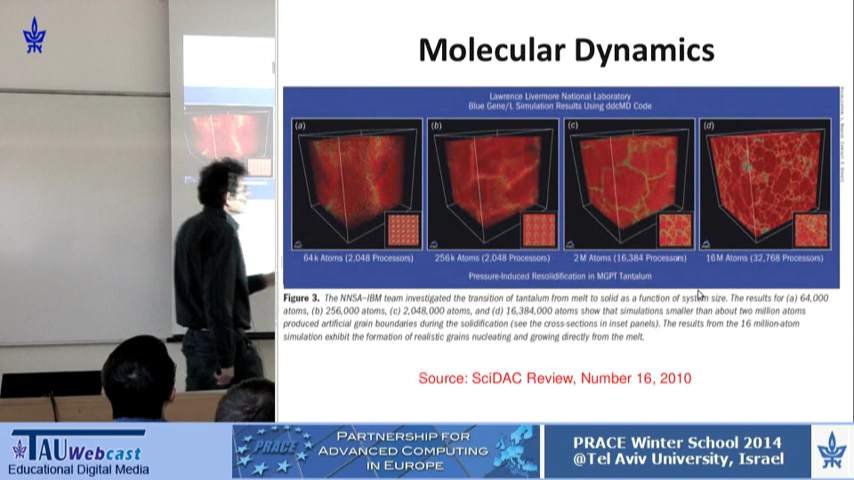 Molecular Dynamics
Lawrence Livermore National Laboratory
Blue Gene/L Simulation Results Using ddcMD Code
(a) (b) (c) (d)
64k Atoms (2,048 Processors) 256k Atoms (2,048 Processors) 2M Atoms (16,384 Processors) 16M Atoms (32,768 Processors)
Pressure-Induced Resolidification in MGPT Tantalum
Figure 3. The NNSA–IBM team investigated the transition of tantalum from melt to solid as a function of system size. The results for (a) 64,000
atoms, (b) 256,000 atoms, (c) 2,048,000 atoms, and (d) 16,384,000 atoms show that simulations smaller than about two million atoms
produced artificial grain boundaries during the solidification (see the cross-sections in inset panels). The results from the 16 million-atom
simulation exhibit the formation of realistic grains nucleating and growing directly from the melt.
Source: SciDAC Review, Number 16, 2010
TAU Webcast
Educational Digital Media
PRACE
PARTNERSHIP FOR
ADVANCED COMPUTING
IN EUROPE
PRACE Winter School 2014
@Tel Aviv University, Israel